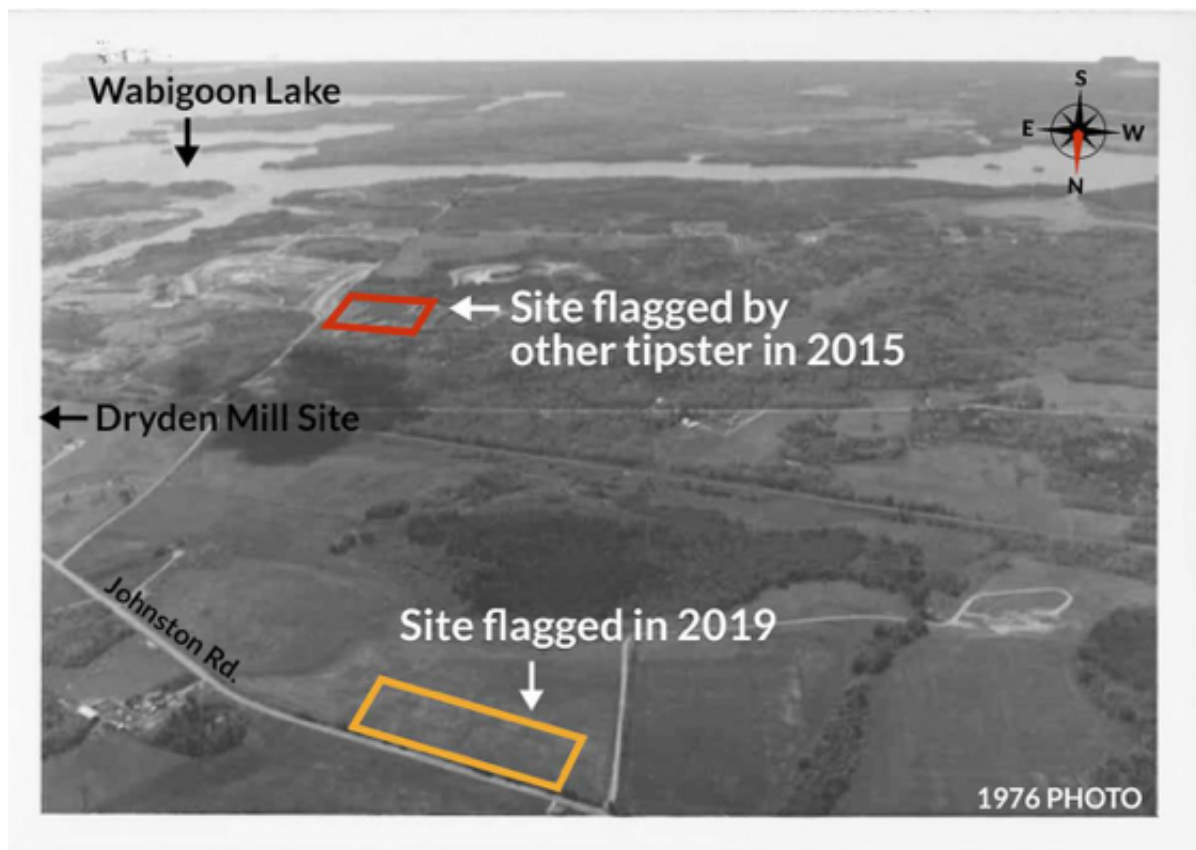 Wabigoon Lake
S
E
W
N
Site flagged by
other tipster in 2015
Dryden Mill Site
Johnston Rd.
Site flagged in 2019
1976 PHOTO